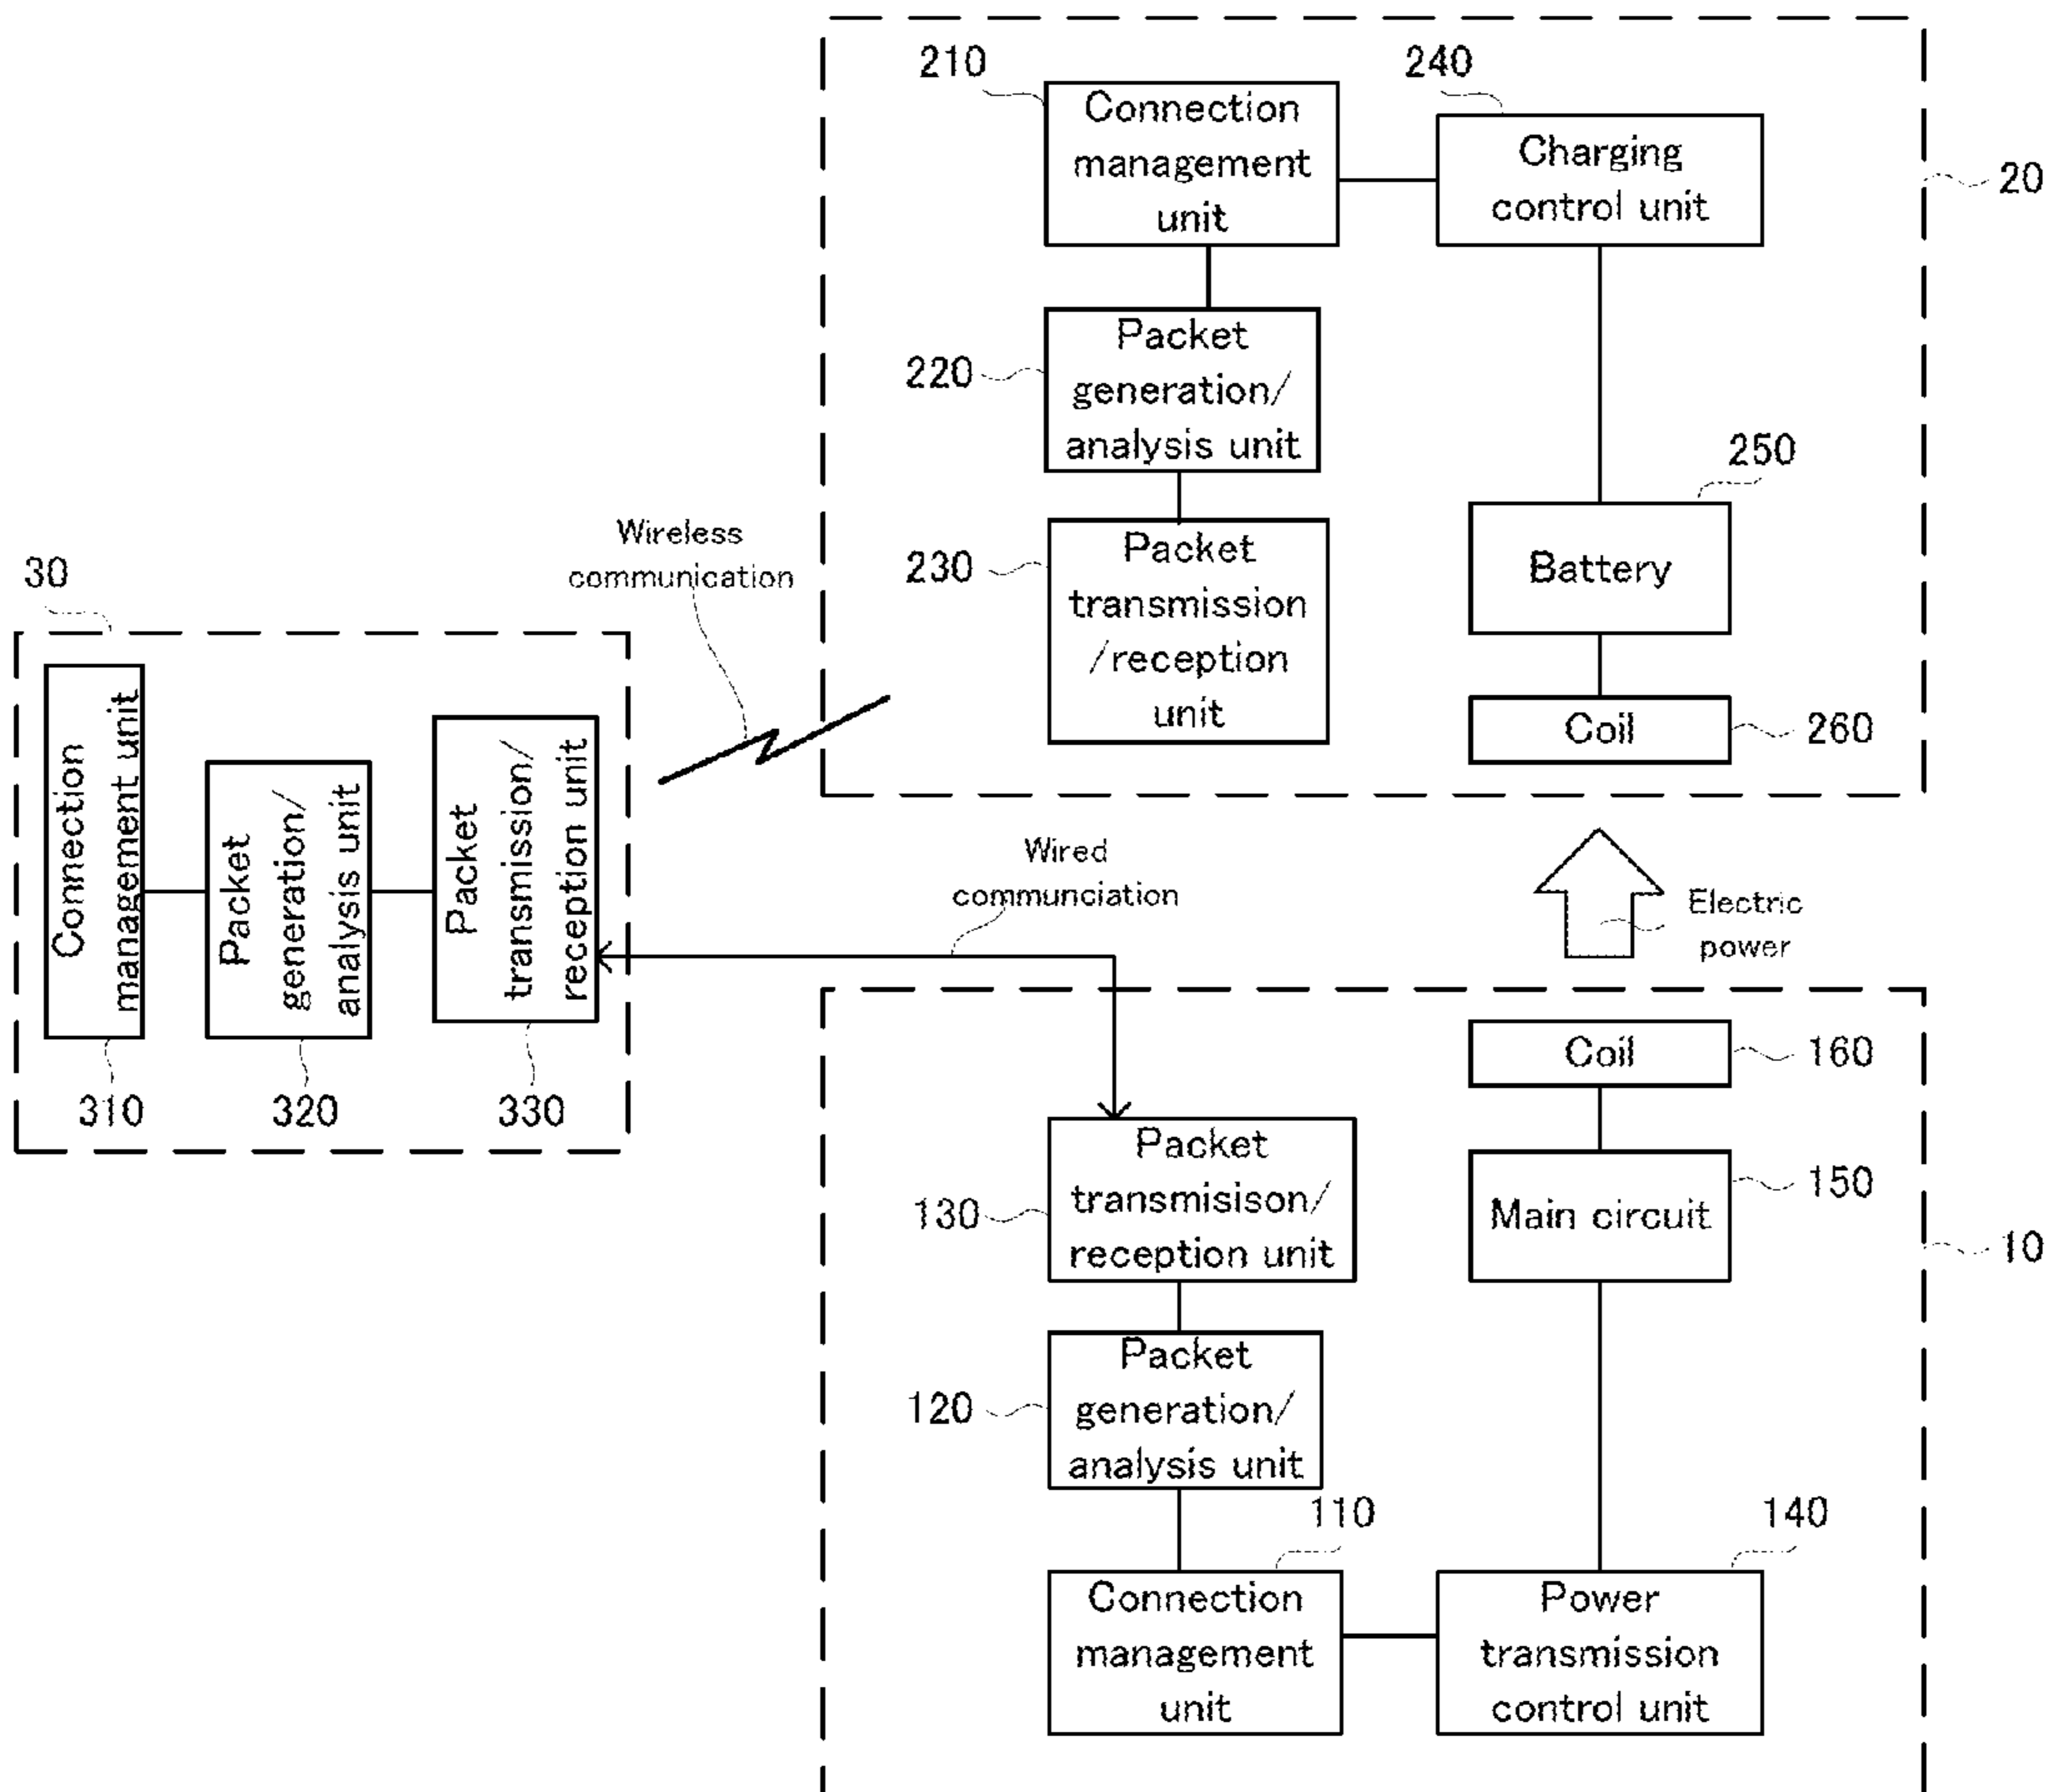 210
240
Connection
management
unit
Charging
control unit
20
220
Packet
generation/
analysis unit
250
230
Packet
transmission
/reception
unit
Battery
Coil
260
Wireless
communication
30
Connection
management unit
Packet
generation/
analysis unit
Packet
transmission/
reception unit
310
320
330
Wired
communciation
Electric
power
Coil
160
130
Packet
transmisison/
reception unit
Main circuit
150
10
120
Packet
generation/
analysis unit
110
140
Connection
management
unit
Power
transmission
control unit